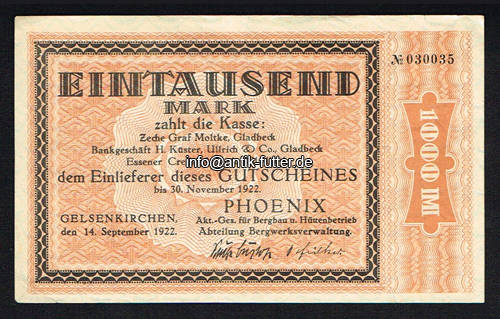 № 030035
EINTAUSEND
MARK
zahlt die Kasse:
Zeche Graf Moltke, Gladbeck
Bankgeschäft H. Küster, Ullrich & Co., Gladbeck
Essener Cre
info@antik-futter.de
dem Einlieferer dieses GUTSCHEINES
bis 30. November 1922.
GELSENKIRCHEN,
den 14. September 1922.
PHOENIX
Akt.-Ges. für Bergbau u. Hüttenbetrieb
Abteilung Bergwerksverwaltung.
1000 M